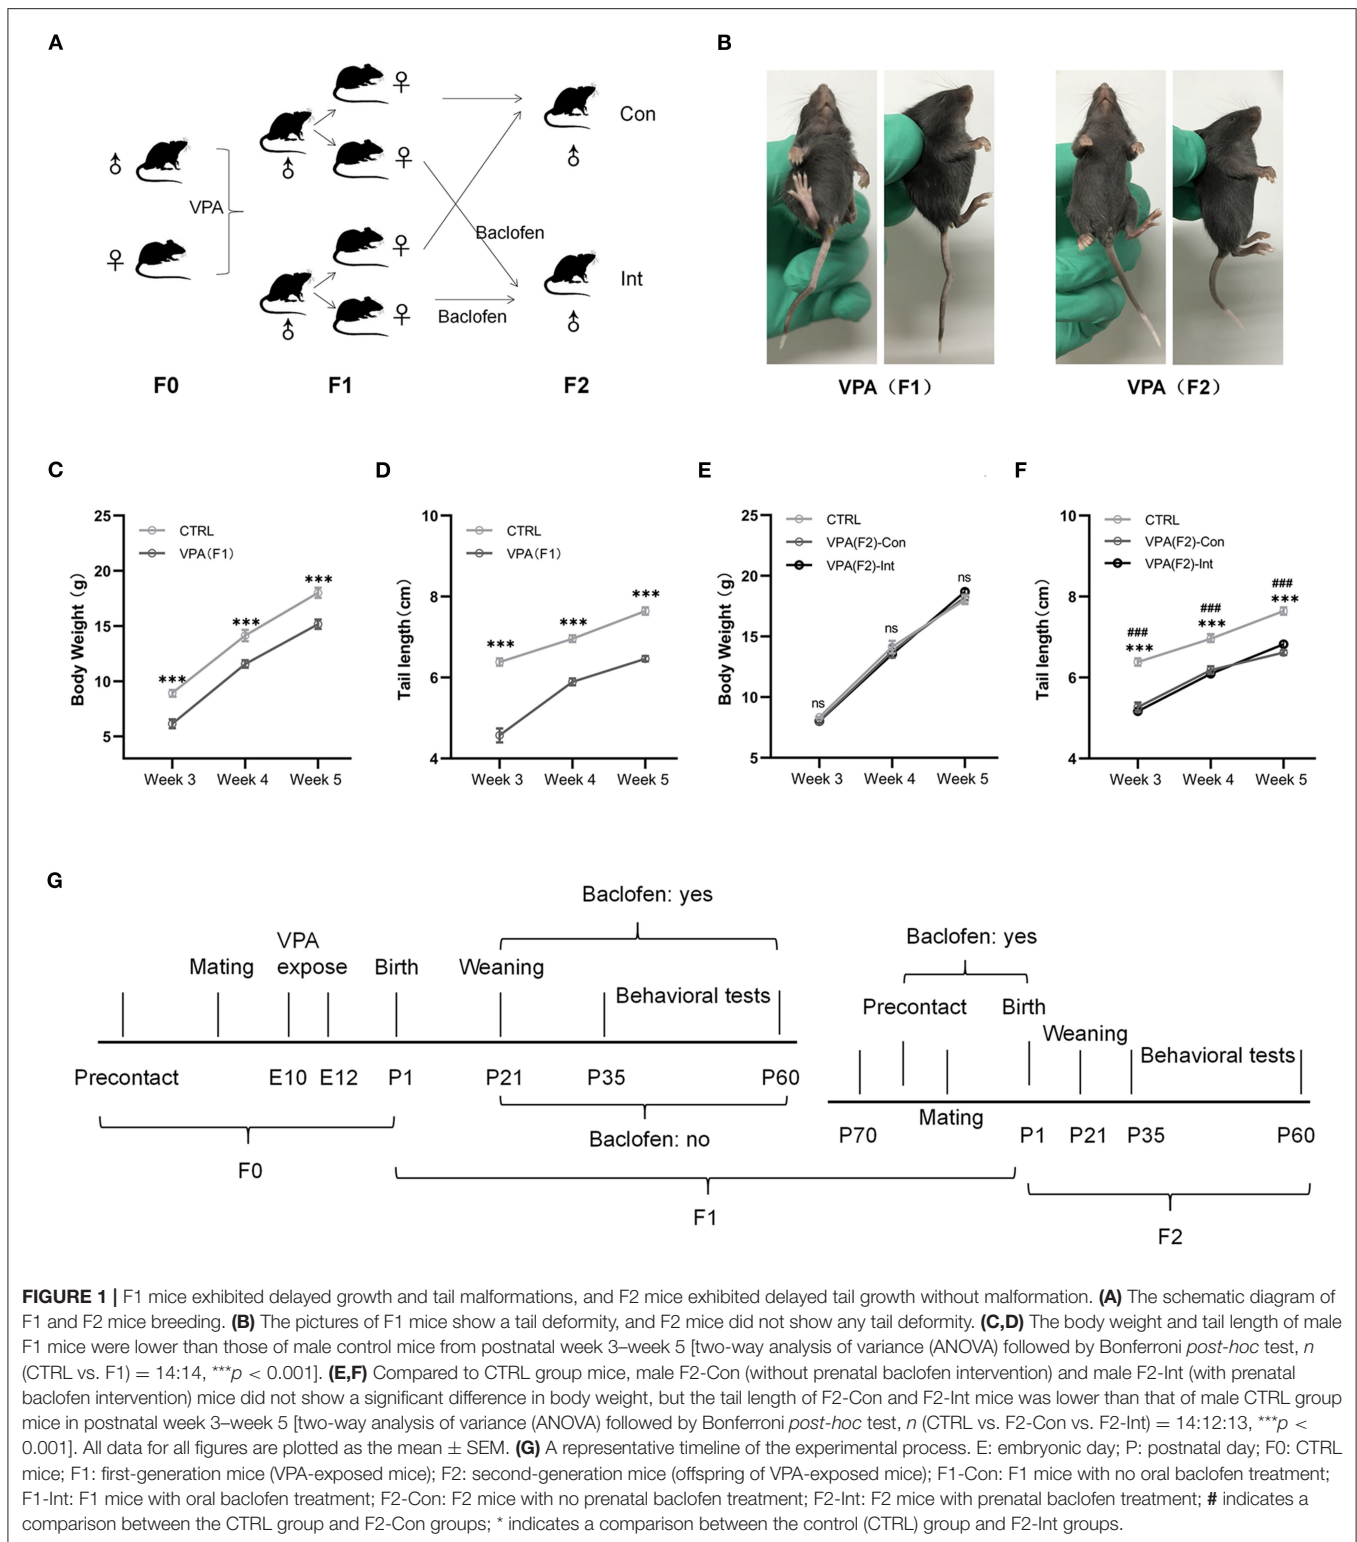 A
B
♀
♂
VPA
♀
♂
♀
♀
♂
♀
♀
♂
Baclofen
Baclofen
♂
Con
♂
Int
F0
F1
F2
VPA（F1）
VPA（F2）
C
D
E
F
CTRL
VPA(F1)
Body Weight (g)
25
20
15
10
5
***
***
***
Week 3
Week 4
Week 5
CTRL
VPA(F1)
Tail length(cm)
10
8
6
4
***
***
***
Week 3
Week 4
Week 5
CTRL
VPA(F2)-Con
VPA(F2)-Int
Body Weight (g)
25
20
15
10
5
ns
ns
ns
Week 3
Week 4
Week 5
CTRL
VPA(F2)-Con
VPA(F2)-Int
Tail length(cm)
10
8
6
4
###
***
###
***
###
***
Week 3
Week 4
Week 5
G
Baclofen: yes
VPA
Mating
expose
Birth
Weaning
Behavioral tests
Precontact
E10
E12
P1
P21
P35
P60
Baclofen: no
F0
F1
Baclofen: yes
Precontact
Birth
Weaning
Behavioral tests
Mating
P70
P1
P21
P35
P60
F2
FIGURE 1 | F1 mice exhibited delayed growth and tail malformations, and F2 mice exhibited delayed tail growth without malformation. (A) The schematic diagram of
F1 and F2 mice breeding. (B) The pictures of F1 mice show a tail deformity, and F2 mice did not show any tail deformity. (C,D) The body weight and tail length of male
F1 mice were lower than those of male control mice from postnatal week 3–week 5 [two-way analysis of variance (ANOVA) followed by Bonferroni post-hoc test, n
(CTRL vs. F1) = 14:14, ***p < 0.001]. (E,F) Compared to CTRL group mice, male F2-Con (without prenatal baclofen intervention) and male F2-Int (with prenatal
baclofen intervention) mice did not show a significant difference in body weight, but the tail length of F2-Con and F2-Int mice was lower than that of male CTRL group
mice in postnatal week 3–week 5 [two-way analysis of variance (ANOVA) followed by Bonferroni post-hoc test, n (CTRL vs. F2-Con vs. F2-Int) = 14:12:13, ***p <
0.001]. All data for all figures are plotted as the mean ± SEM. (G) A representative timeline of the experimental process. E: embryonic day; P: postnatal day; F0: CTRL
mice; F1: first-generation mice (VPA-exposed mice); F2: second-generation mice (offspring of VPA-exposed mice); F1-Con: F1 mice with no oral baclofen treatment;
F1-Int: F1 mice with oral baclofen treatment; F2-Con: F2 mice with no prenatal baclofen treatment; F2-Int: F2 mice with prenatal baclofen treatment; # indicates a
comparison between the CTRL group and F2-Con groups; * indicates a comparison between the control (CTRL) group and F2-Int groups.